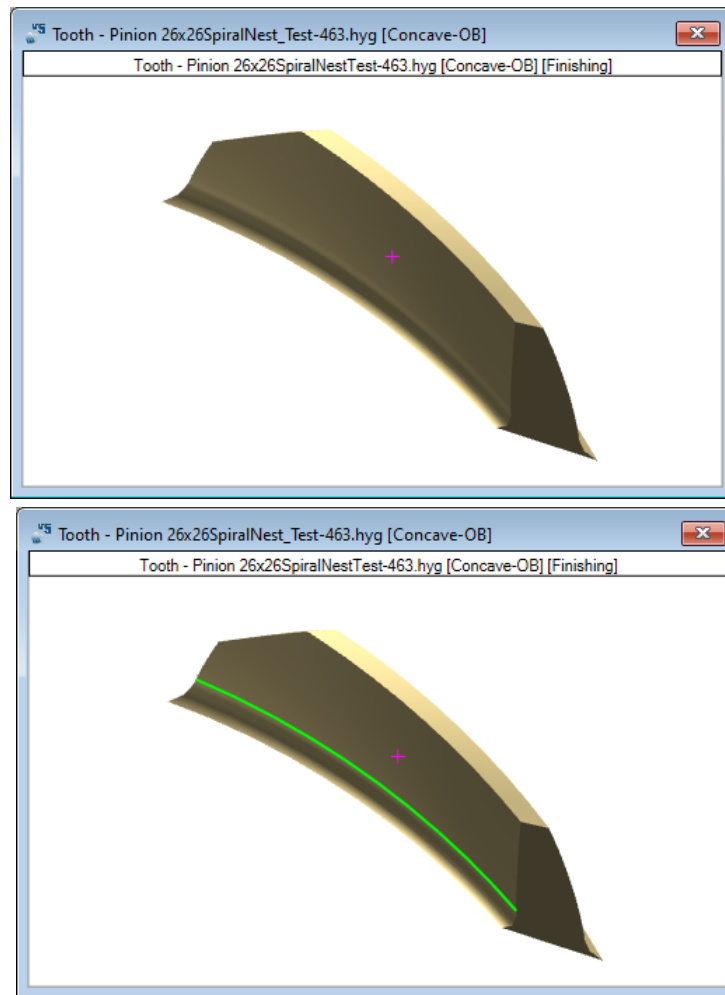 Tooth - Pinion 26x26SpiralNest_Test-463.hyg [Concave-OB]
Tooth - Pinion 26x26SpiralNestTest-463.hyg [Concave-OB] [Finishing]
Tooth - Pinion 26x26SpiralNest_Test-463.hyg [Concave-OB]
Tooth - Pinion 26x26SpiralNestTest-463.hyg [Concave-OB] [Finishing]